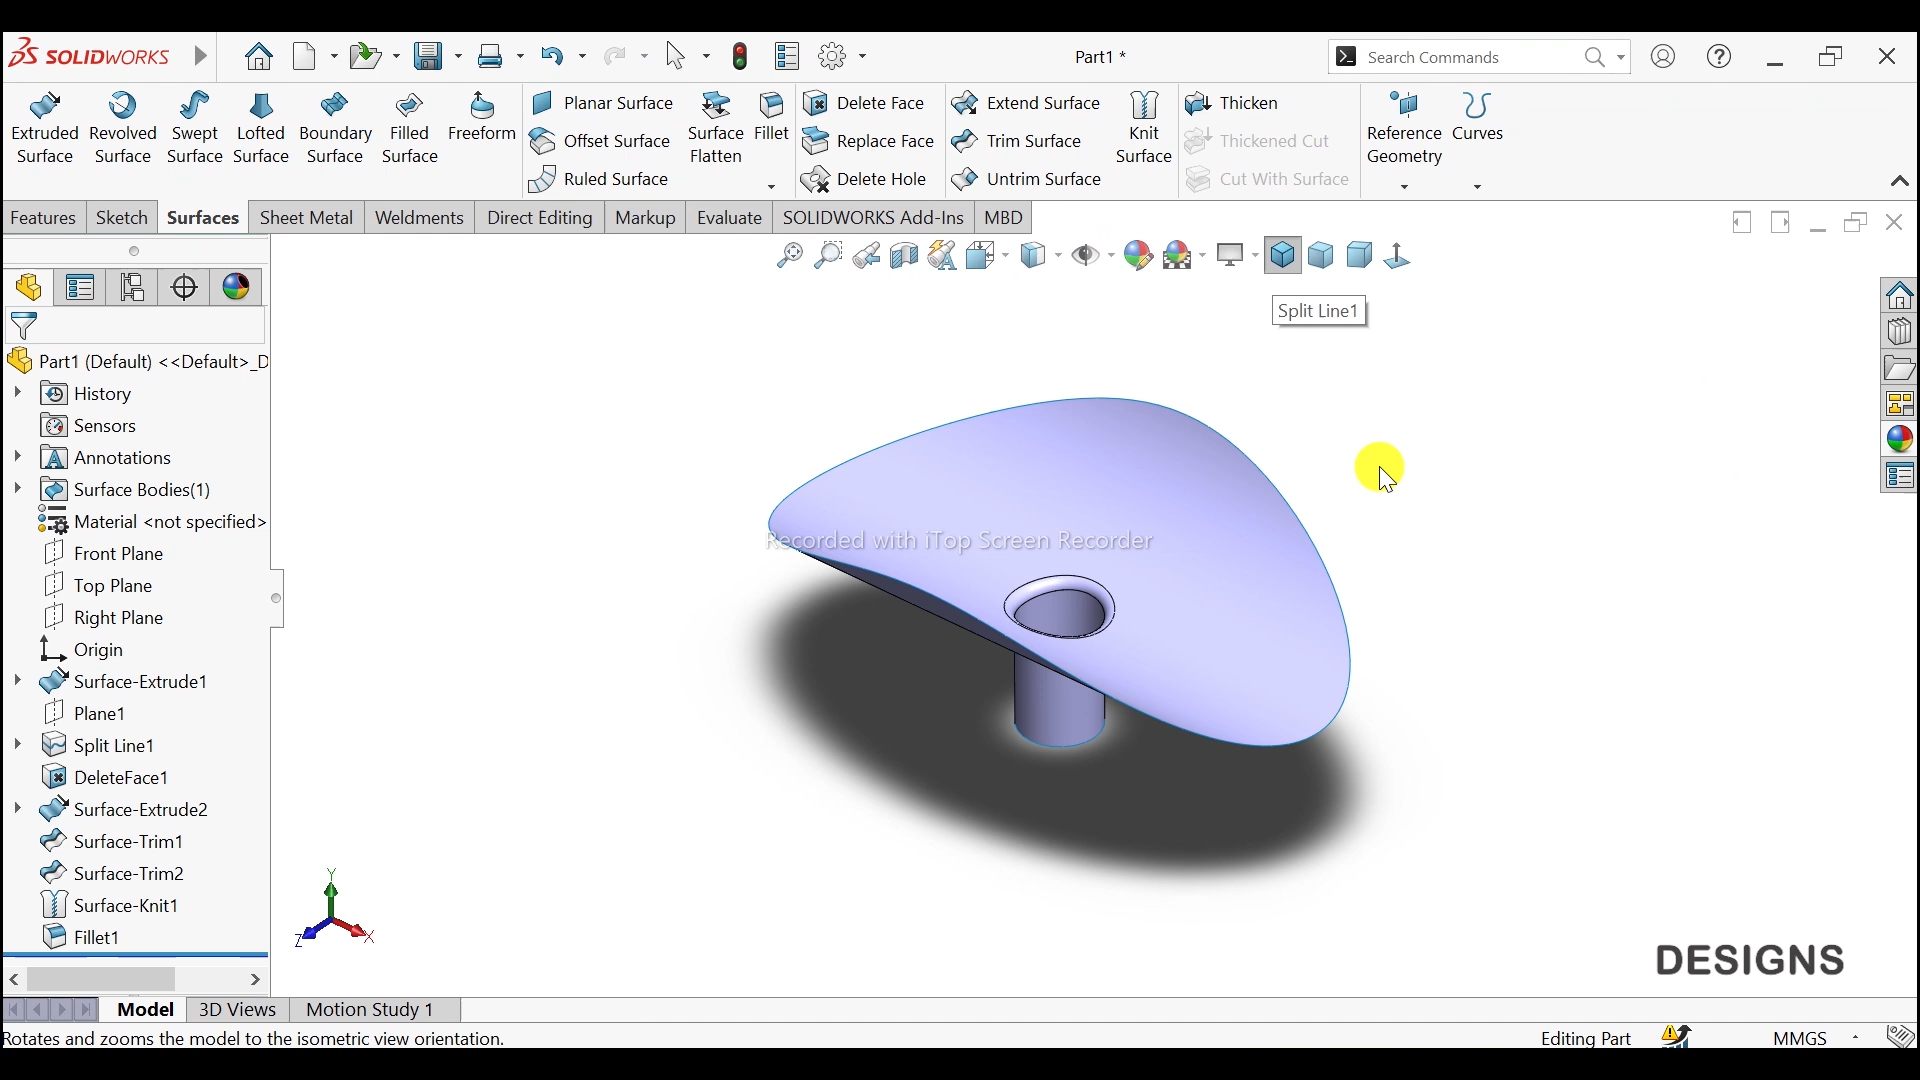 SOLIDWORKS
Part1 *
Search Commands
Extruded Surface
Revolved Surface
Swept Surface
Lofted Surface
Boundary Surface
Filled Surface
Freeform
Planar Surface
Offset Surface
Ruled Surface
Surface Flatten
Fillet
Delete Face
Replace Face
Delete Hole
Extend Surface
Trim Surface
Untrim Surface
Knit Surface
Thicken
Thickened Cut
Cut With Surface
Reference Geometry
Curves
Features
Sketch
Surfaces
Sheet Metal
Weldments
Direct Editing
Markup
Evaluate
SOLIDWORKS Add-Ins
MBD
Split Line1
Part1 (Default) <<Default>_D
History
Sensors
Annotations
Surface Bodies(1)
Material <not specified>
Front Plane
Top Plane
Right Plane
Origin
Surface-Extrude1
Plane1
Split Line1
DeleteFace1
Surface-Extrude2
Surface-Trim1
Surface-Trim2
Surface-Knit1
Fillet1
Recorded with iTop Screen Recorder
Y
Z
X
DESIGNS
Model
3D Views
Motion Study 1
Rotates and zooms the model to the isometric view orientation.
Editing Part
MMGS